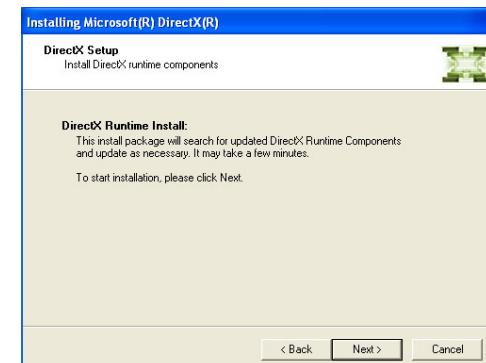 Installing Microsoft(R) DirectX(R)
DirectX Setup
Install DirectX runtime components
DirectX Runtime Install:
This install package will search for updated DirectX Runtime Components
and update as necessary. It may take a few minutes.
To start installation, please click Next.
< Back
Next >
Cancel